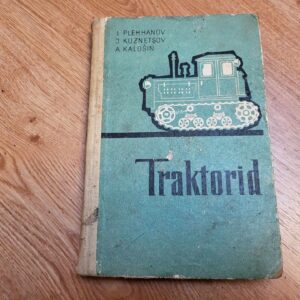 I. PLEHHANOV
J. KUZNETSOV
A. KALOŠIN
Traktorid